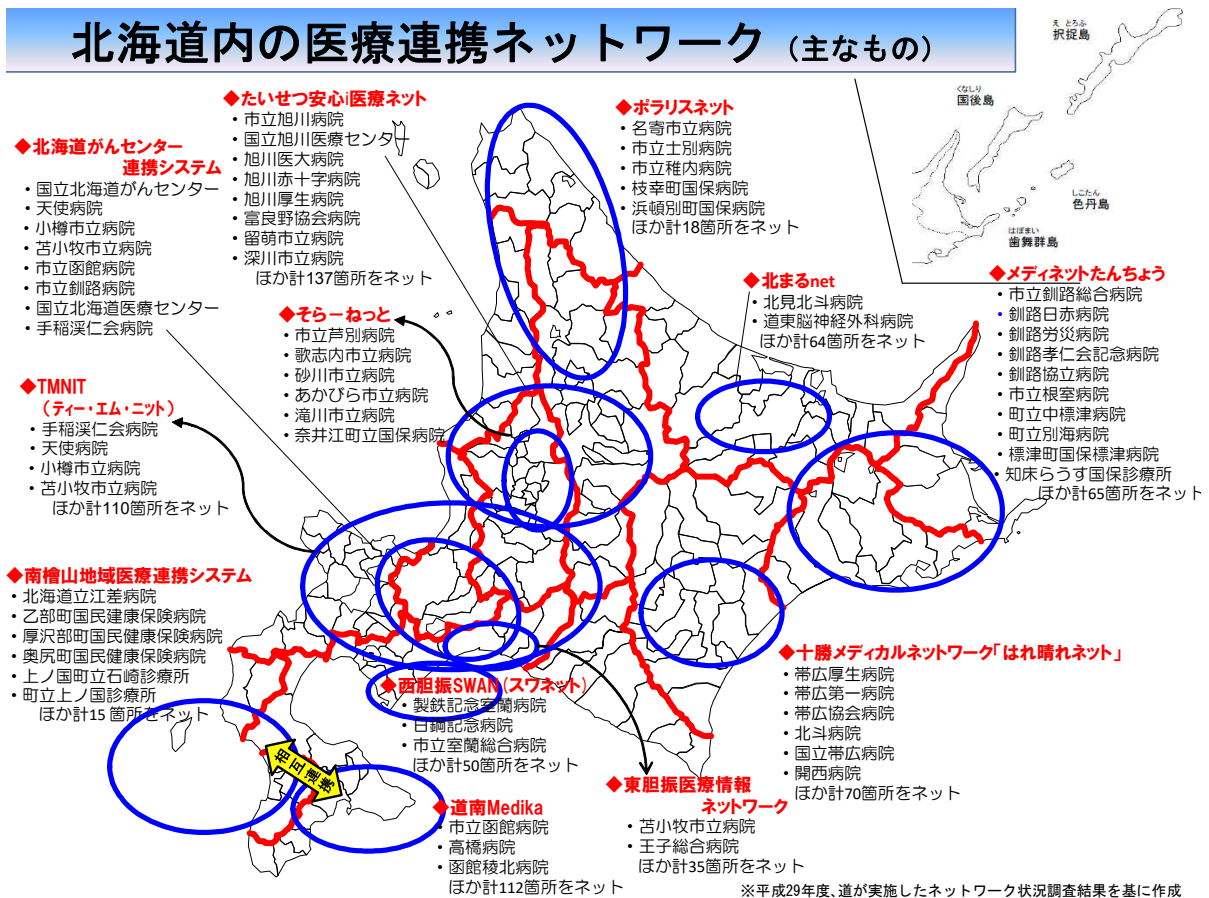 北海道内の医療連携ネットワーク（主なもの）
えとろふ
択捉島
くなしり
国後島
しこたん
色丹島
はぼまい
歯舞群島
◆北海道がんセンター
連携システム
・国立北海道がんセンター
・天使病院
・小樽市立病院
・苫小牧市立病院
・市立函館病院
・市立釧路病院
・国立北海道医療センター
・手稲渓仁会病院
◆たいせつ安心i医療ネット
・市立旭川病院
・国立旭川医療センター
・旭川医大病院
・旭川赤十字病院
・旭川厚生病院
・富良野協会病院
・留萌市立病院
・深川市立病院
ほか計137箇所をネット
◆ポラリスネット
・名寄市立病院
・市立士別病院
・市立稚内病院
・枝幸町国保病院
・浜頓別町国保病院
ほか計18箇所をネット
◆北まるnet
・北見北斗病院
・道東脳神経外科病院
ほか計64箇所をネット
◆メディネットたんちょう
・市立釧路総合病院
・釧路日赤病院
・釧路労災病院
・釧路孝仁会記念病院
・釧路協立病院
・市立根室病院
・町立中標津病院
・町立別海病院
・標津町国保標津病院
・知床らうす国保診療所
ほか計65箇所をネット
◆そらーねっと
・市立芦別病院
・歌志内市立病院
・砂川市立病院
・あかびら市立病院
・滝川市立病院
・奈井江町立国保病院
◆TMNIT
（ティー・エム・ニット）
・手稲渓仁会病院
・天使病院
・小樽市立病院
・苫小牧市立病院
ほか計110箇所をネット
◆南檜山地域医療連携システム
・北海道立江差病院
・乙部町国民建康保険病院
・厚沢部町国民健康保険病院
・奥尻町国民健康保険病院
・上ノ国町立石崎診療所
・町立上ノ国診療所
ほか計15 箇所をネット
相互連携
◆西胆振SWAN（スワネット）
・製鉄記念室蘭病院
・日鋼記念病院
・市立室蘭総合病院
ほか計50箇所をネット
◆道南Medika
・市立函館病院
・高橋病院
・函館稜北病院
ほか計112箇所をネット
◆東胆振医療情報
ネットワーク
・苫小牧市立病院
・王子総合病院
ほか計35箇所をネット
◆十勝メディカルネットワーク「はれ晴れネット」
・帯広厚生病院
・帯広第一病院
・帯広協会病院
・北斗病院
・国立帯広病院
・開西病院
ほか計70箇所をネット
※平成29年度、道が実施したネットワーク状況調査結果を基に作成